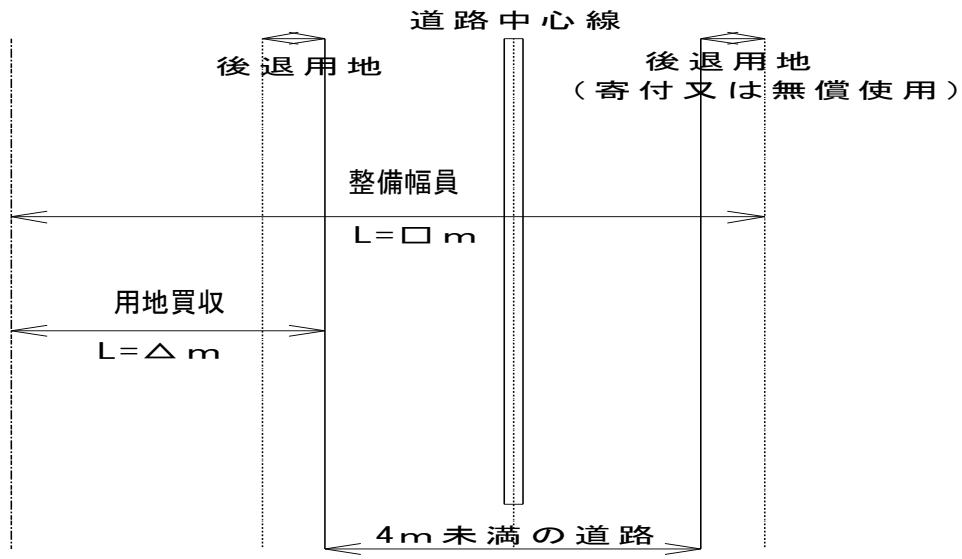 道路中心線
後退用地
後退用地
(寄付又は無償使用)
整備幅員
L=□m
用地買収
L=△m
4m未満の道路